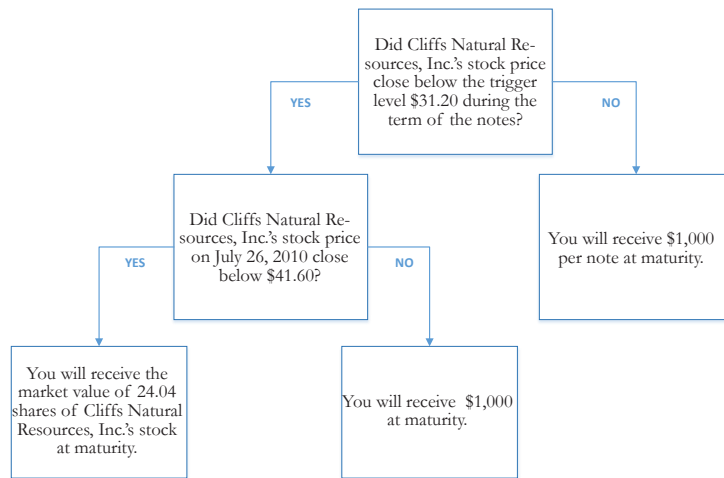 Did Cliffs Natural Re-
sources, Inc.'s stock price
close below the trigger
level $31.20 during the
term of the notes?
YES
NO
Did Cliffs Natural Re-
sources, Inc.'s stock price
on July 26, 2010 close
below $41.60?
You will receive $1,000
per note at maturity.
YES
NO
You will receive the
market value of 24.04
shares of Cliffs Natural
Resources, Inc.'s stock
at maturity.
You will receive $1,000
at maturity.